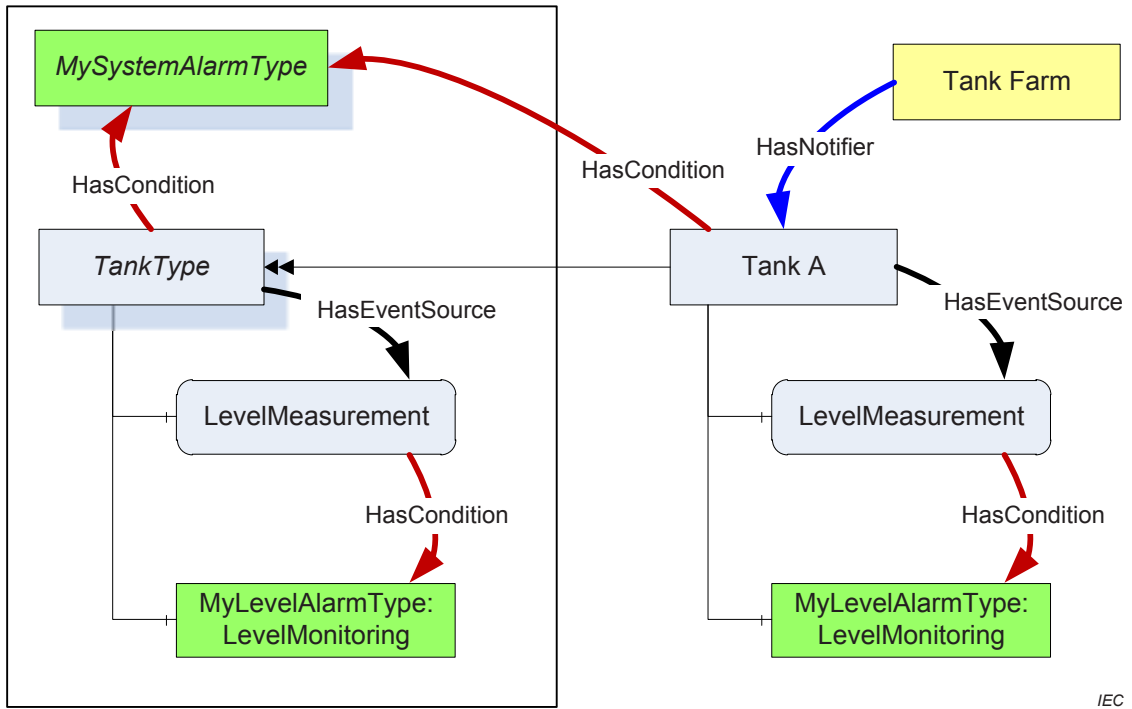 MySystemAlarmType
Tank Farm
HasNotifier
HasCondition
HasCondition
TankType
Tank A
HasEventSource
HasEventSource
LevelMeasurement
LevelMeasurement
HasCondition
HasCondition
MyLevelAlarmType:
LevelMonitoring
MyLevelAlarmType:
LevelMonitoring
IEC